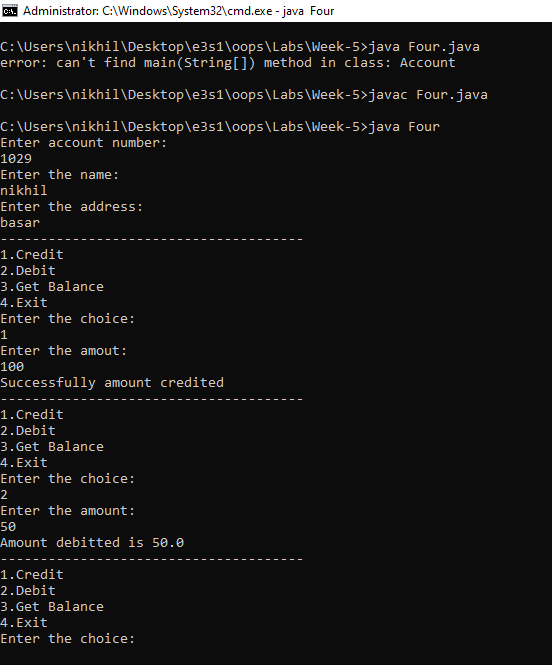 Administrator: C:\Windows\System32\cmd.exe - java Four
C:\Users\nikhil\Desktop\e3s1\oops\Labs\Week-5>java Four.java
error: can't find main(String[]) method in class: Account
C:\Users\nikhil\Desktop\e3s1\oops\Labs\Week-5>javac Four.java
C:\Users\nikhil\Desktop\e3s1\oops\Labs\Week-5>java Four
Enter account number:
1029
Enter the name:
nikhil
Enter the address:
basar
--------------------------------------
1.Credit
2.Debit
3.Get Balance
4.Exit
Enter the choice:
1
Enter the amout:
100
Successfully amount credited
--------------------------------------
1.Credit
2.Debit
3.Get Balance
4.Exit
Enter the choice:
2
Enter the amount:
50
Amount debitted is 50.0
--------------------------------------
1.Credit
2.Debit
3.Get Balance
4.Exit
Enter the choice: